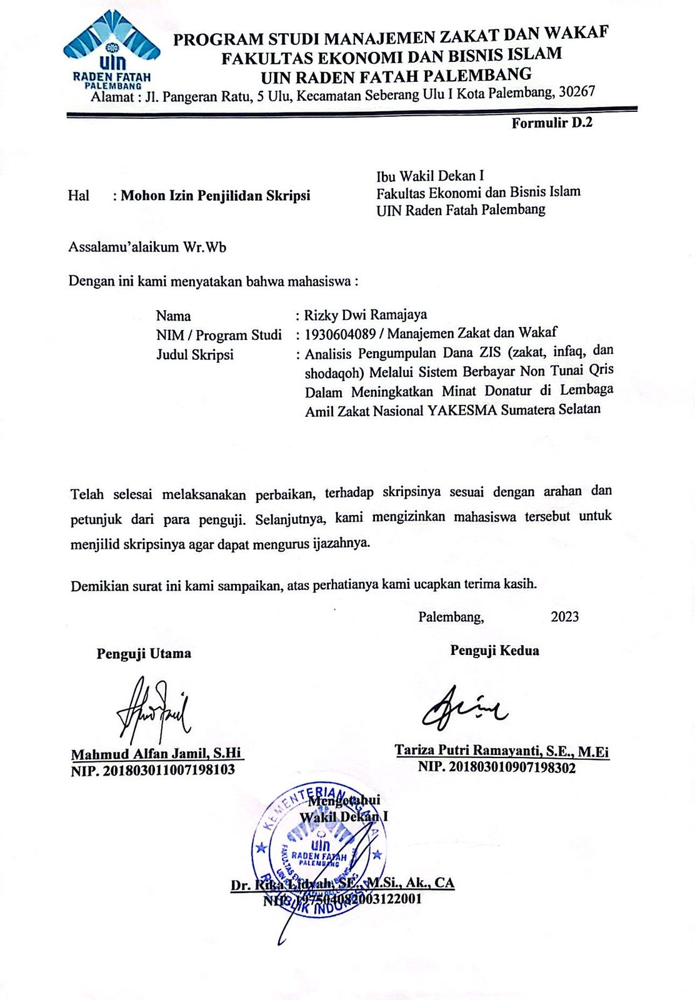 PROGRAM STUDI MANAJEMEN ZAKAT DAN WAKAF
FAKULTAS EKONOMI DAN BISNIS ISLAM
UIN RADEN FATAH PALEMBANG
Alamat : Jl. Pangeran Ratu, 5 Ulu, Kecamatan Seberang Ulu I Kota Palembang, 30267
uin
RADEN FATAH
PALEMBANG
Formulir D.2
Hal : Mohon Izin Penjilidan Skripsi
Ibu Wakil Dekan I
Fakultas Ekonomi dan Bisnis Islam
UIN Raden Fatah Palembang
Assalamu’alaikum Wr.Wb
Dengan ini kami menyatakan bahwa mahasiswa :
Nama : Rizky Dwi Ramajaya
NIM / Program Studi : 1930604089 / Manajemen Zakat dan Wakaf
Judul Skripsi : Analisis Pengumpulan Dana ZIS (zakat, infaq, dan
shodaqoh) Melalui Sistem Berbayar Non Tunai Qris
Dalam Meningkatkan Minat Donatur di Lembaga
Amil Zakat Nasional YAKESMA Sumatera Selatan
Telah selesai melaksanakan perbaikan, terhadap skripsinya sesuai dengan arahan dan
petunjuk dari para penguji. Selanjutnya, kami mengizinkan mahasiswa tersebut untuk
menjilid skripsinya agar dapat mengurus ijazahnya.
Demikian surat ini kami sampaikan, atas perhatianya kami ucapkan terima kasih.
Palembang, 2023
Penguji Utama
Mahmud Alfan Jamil, S.Hi
NIP. 201803011007198103
Penguji Kedua
Tariza Putri Ramayanti, S.E., M.Ei
NIP. 201803010907198302
Mengetahui
Wakil Dekan I
Dr. Rika Lidyah, SE., M.Si., Ak., CA
NIP. 197504082003122001
KEMENTERIAN AGAMA
REPUBLIK INDONESIA
uin
RADEN FATAH
PALEMBANG